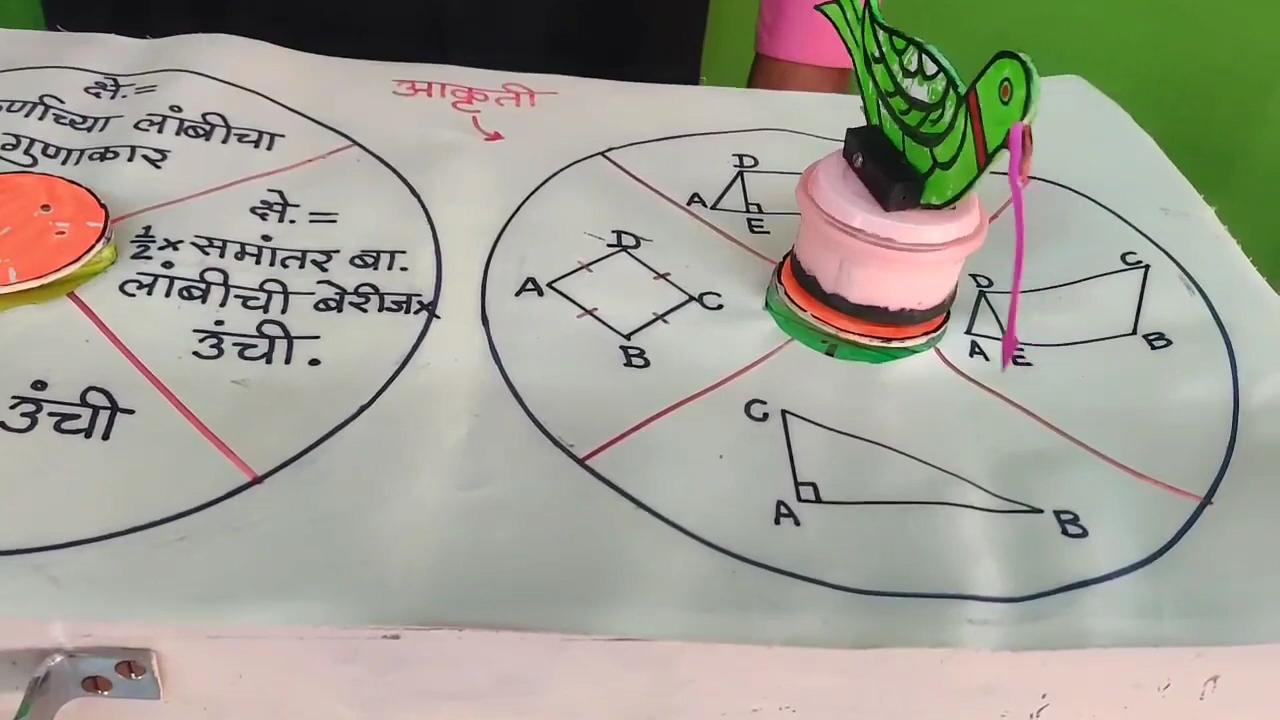 क्षे.=
र्णाच्या लांबीचा
गुणाकार
क्षे. =
1/2 x समांतर बा.
लांबीची बेरीज x
उंची.
उंची
आकृती
D
A
E
D
A
C
B
D
C
A
E
B
C
A
B